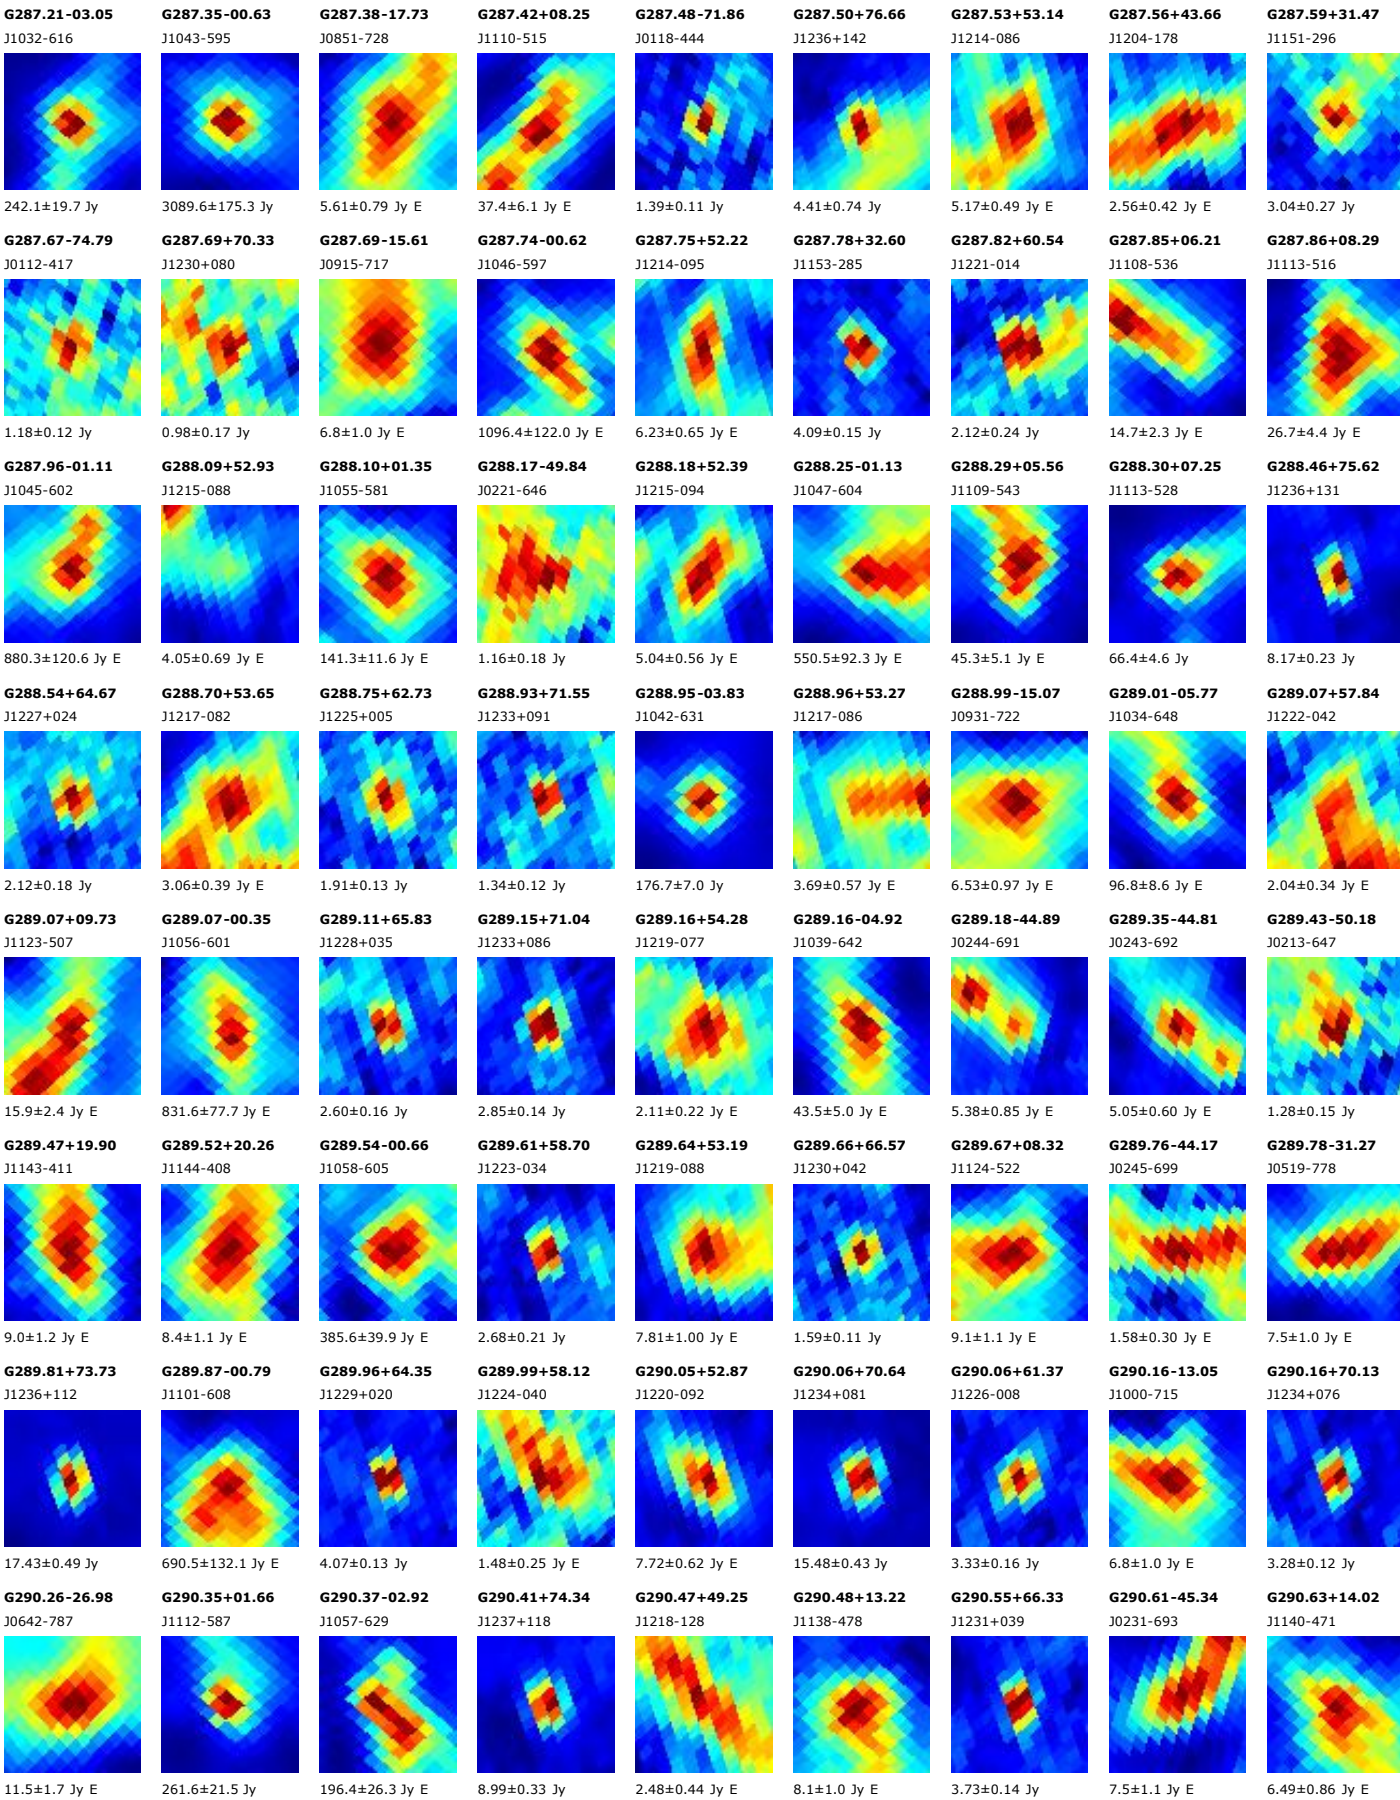 G287.21-03.05 G287.35-00.63 G287.38-17.73 G287.42+08.25 G287.48-71.86 G287.50+76.66 G287.53+53.14 G287.56+43.66 G287.59+31.47
J1032-616 J1043-595 J0851-728 J1110-515 J0118-444 J1236+142 J1214-086 J1204-178 J1151-296
242.1±19.7 Jy 3089.6±175.3 Jy 5.61±0.79 Jy E 37.4±6.1 Jy E 1.39±0.11 Jy 4.41±0.74 Jy 5.17±0.49 Jy E 2.56±0.42 Jy E 3.04±0.27 Jy
G287.67-74.79 G287.69+70.33 G287.69-15.61 G287.74-00.62 G287.75+52.22 G287.78+32.60 G287.82+60.54 G287.85+06.21 G287.86+08.29
J0112-417 J1230+080 J0915-717 J1046-597 J1214-095 J1153-285 J1221-014 J1108-536 J1113-516
1.18±0.12 Jy 0.98±0.17 Jy 6.8±1.0 Jy E 1096.4±122.0 Jy E 6.23±0.65 Jy E 4.09±0.15 Jy 2.12±0.24 Jy 14.7±2.3 Jy E 26.7±4.4 Jy E
G287.96-01.11 G288.09+52.93 G288.10+01.35 G288.17-49.84 G288.18+52.39 G288.25-01.13 G288.29+05.56 G288.30+07.25 G288.46+75.62
J1045-602 J1215-088 J1055-581 J0221-646 J1215-094 J1047-604 J1109-543 J1113-528 J1236+131
880.3±120.6 Jy E 4.05±0.69 Jy E 141.3±11.6 Jy E 1.16±0.18 Jy 5.04±0.56 Jy E 550.5±92.3 Jy E 45.3±5.1 Jy E 66.4±4.6 Jy 8.17±0.23 Jy
G288.54+64.67 G288.70+53.65 G288.75+62.73 G288.93+71.55 G288.95-03.83 G288.96+53.27 G288.99-15.07 G289.01-05.77 G289.07+57.84
J1227+024 J1217-082 J1225+005 J1233+091 J1042-631 J1217-086 J0931-722 J1034-648 J1222-042
2.12±0.18 Jy 3.06±0.39 Jy E 1.91±0.13 Jy 1.34±0.12 Jy 176.7±7.0 Jy 3.69±0.57 Jy E 6.53±0.97 Jy E 96.8±8.6 Jy E 2.04±0.34 Jy E
G289.07+09.73 G289.07-00.35 G289.11+65.83 G289.15+71.04 G289.16+54.28 G289.16-04.92 G289.18-44.89 G289.35-44.81 G289.43-50.18
J1123-507 J1056-601 J1228+035 J1233+086 J1219-077 J1039-642 J0244-691 J0243-692 J0213-647
15.9±2.4 Jy E 831.6±77.7 Jy E 2.60±0.16 Jy 2.85±0.14 Jy 2.11±0.22 Jy E 43.5±5.0 Jy E 5.38±0.85 Jy E 5.05±0.60 Jy E 1.28±0.15 Jy
G289.47+19.90 G289.52+20.26 G289.54-00.66 G289.61+58.70 G289.64+53.19 G289.66+66.57 G289.67+08.32 G289.76-44.17 G289.78-31.27
J1143-411 J1144-408 J1058-605 J1223-034 J1219-088 J1230+042 J1124-522 J0245-699 J0519-778
9.0±1.2 Jy E 8.4±1.1 Jy E 385.6±39.9 Jy E 2.68±0.21 Jy 7.81±1.00 Jy E 1.59±0.11 Jy 9.1±1.1 Jy E 1.58±0.30 Jy E 7.5±1.0 Jy E
G289.81+73.73 G289.87-00.79 G289.96+64.35 G289.99+58.12 G290.05+52.87 G290.06+70.64 G290.06+61.37 G290.16-13.05 G290.16+70.13
J1236+112 J1101-608 J1229+020 J1224-040 J1220-092 J1234+081 J1226-008 J1000-715 J1234+076
17.43±0.49 Jy 690.5±132.1 Jy E 4.07±0.13 Jy 1.48±0.25 Jy E 7.72±0.62 Jy E 15.48±0.43 Jy 3.33±0.16 Jy 6.8±1.0 Jy E 3.28±0.12 Jy
G290.26-26.98 G290.35+01.66 G290.37-02.92 G290.41+74.34 G290.47+49.25 G290.48+13.22 G290.55+66.33 G290.61-45.34 G290.63+14.02
J0642-787 J1112-587 J1057-629 J1237+118 J1218-128 J1138-478 J1231+039 J0231-693 J1140-471
11.5±1.7 Jy E 261.6±21.5 Jy 196.4±26.3 Jy E 8.99±0.33 Jy 2.48±0.44 Jy E 8.1±1.0 Jy E 3.73±0.14 Jy 7.5±1.1 Jy E 6.49±0.86 Jy E